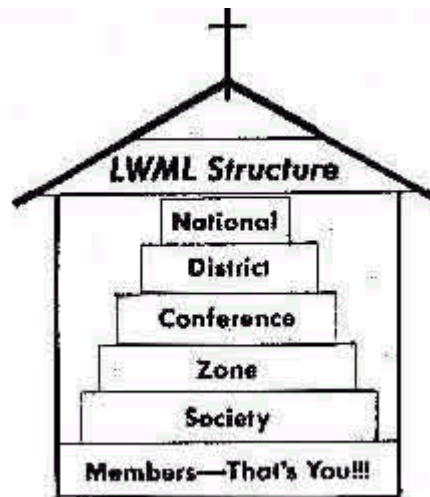 LWML Structure
National
District
Conference
Zone
Society
Members—That's You!!!